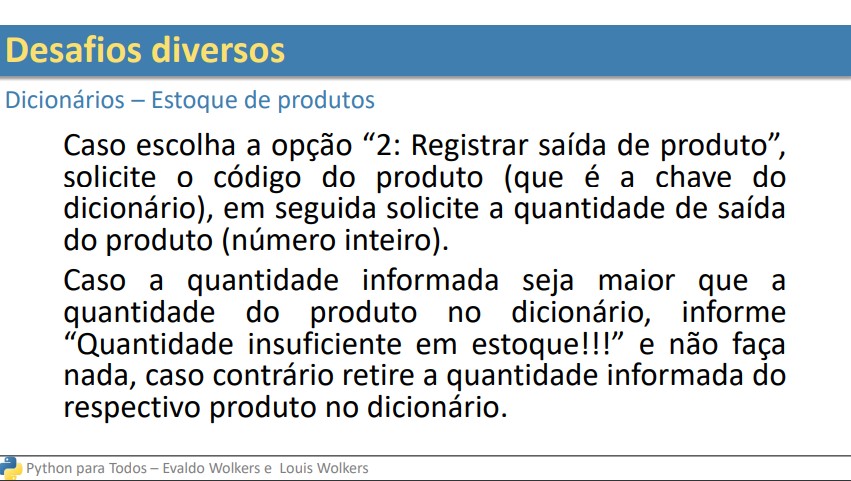 Desafios diversos
Dicionários – Estoque de produtos
Caso escolha a opção “2: Registrar saída de produto”,
solicite o código do produto (que é a chave do
dicionário), em seguida solicite a quantidade de saída
do produto (número inteiro).
Caso a quantidade informada seja maior que a
quantidade do produto no dicionário, informe
“Quantidade insuficiente em estoque!!!” e não faça
nada, caso contrário retire a quantidade informada do
respectivo produto no dicionário.
Python para Todos – Evaldo Wolkers e Louis Wolkers